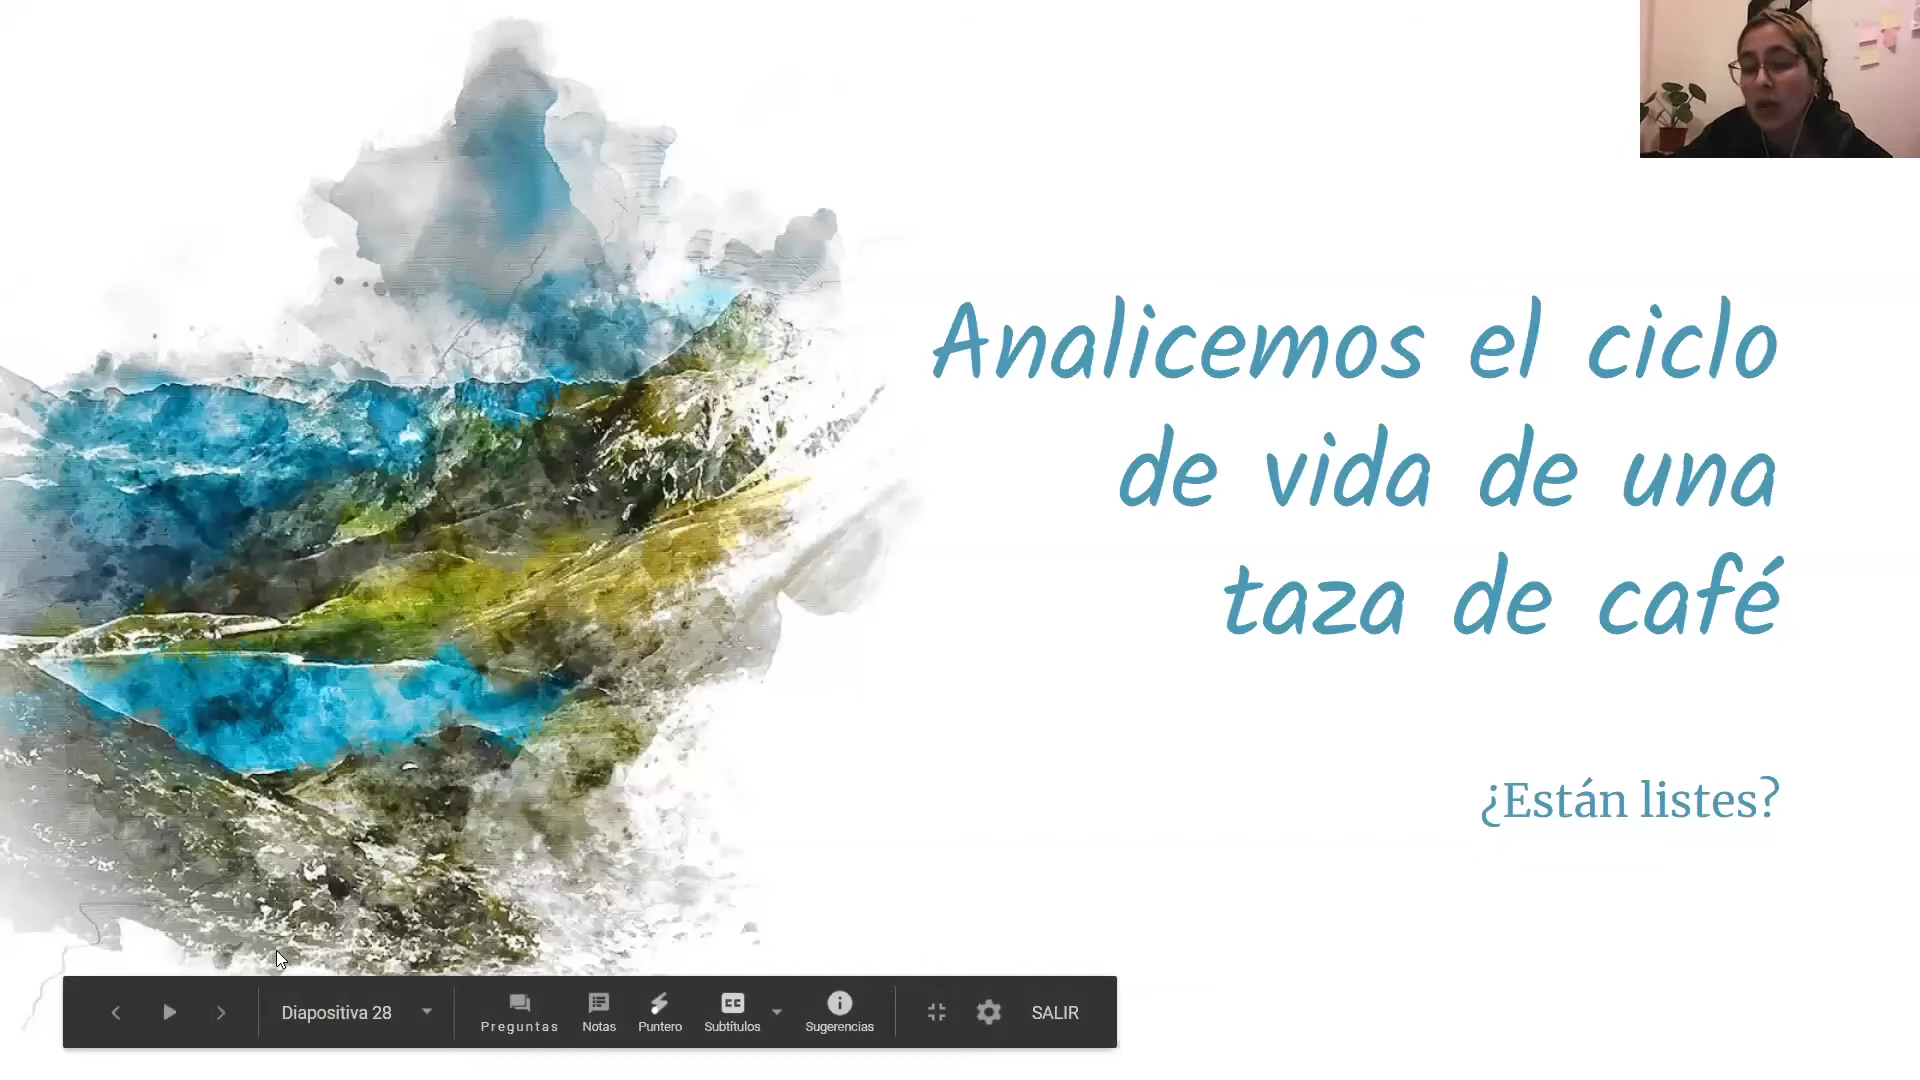 Analicemos el ciclo
de vida de una
taza de café
¿Están listes?
Diapositiva 28
Preguntas
Notas
Puntero
Subtítulos
Sugerencias
SALIR